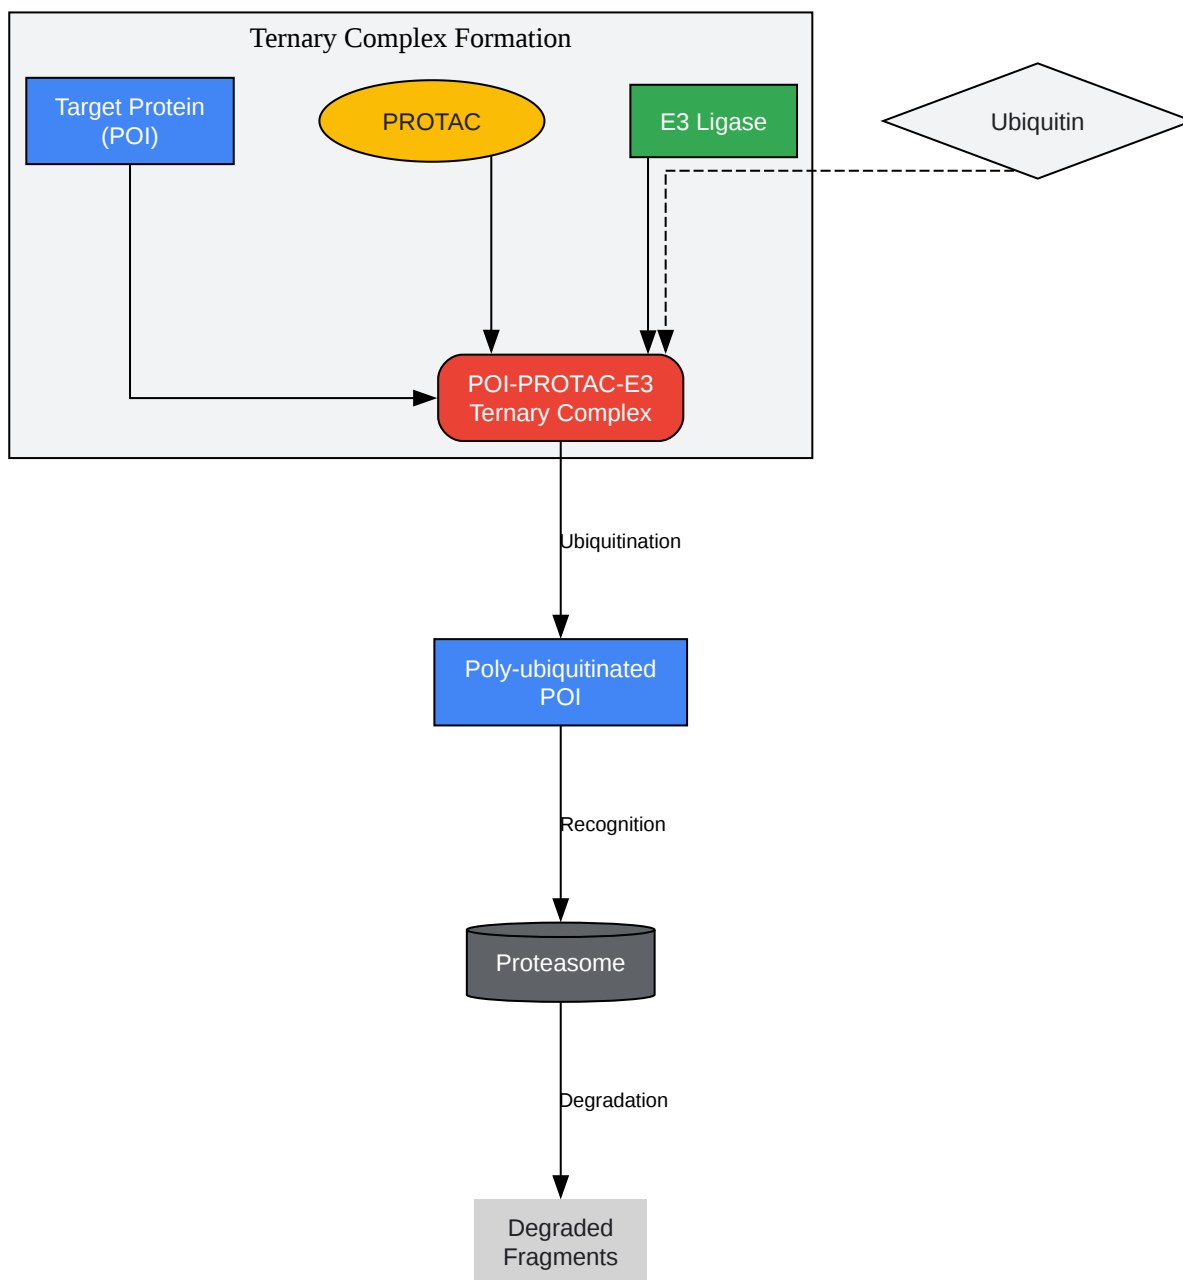 Ternary Complex Formation
Target Protein
(POI)
PROTAC
E3 Ligase
Ubiquitin
POI-PROTAC-E3
Ternary Complex
Ubiquitination
Poly-ubiquitinated
POI
Recognition
Proteasome
Degradation
Degraded
Fragments